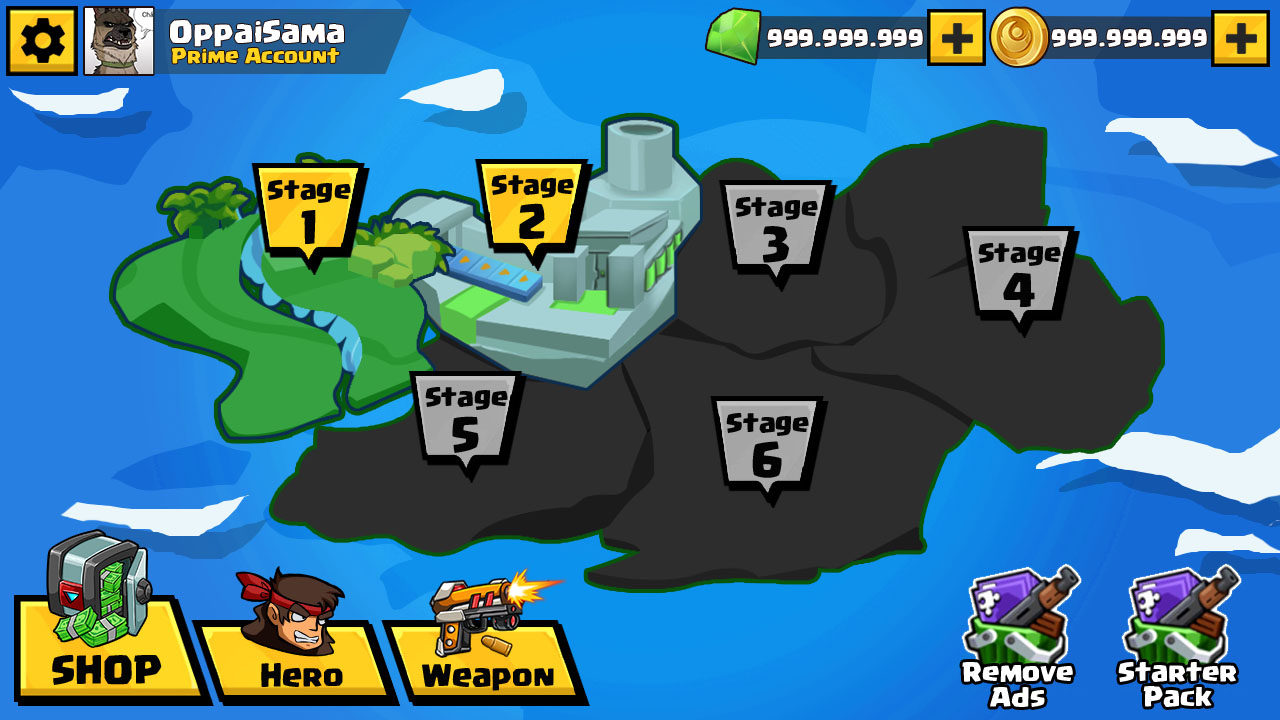 OppaiSama
Prime Account
999.999.999
+
999.999.999
+
Stage
1
Stage
2
Stage
3
Stage
4
Stage
5
Stage
6
SHOP
Hero
Weapon
Remove
Ads
Starter
Pack